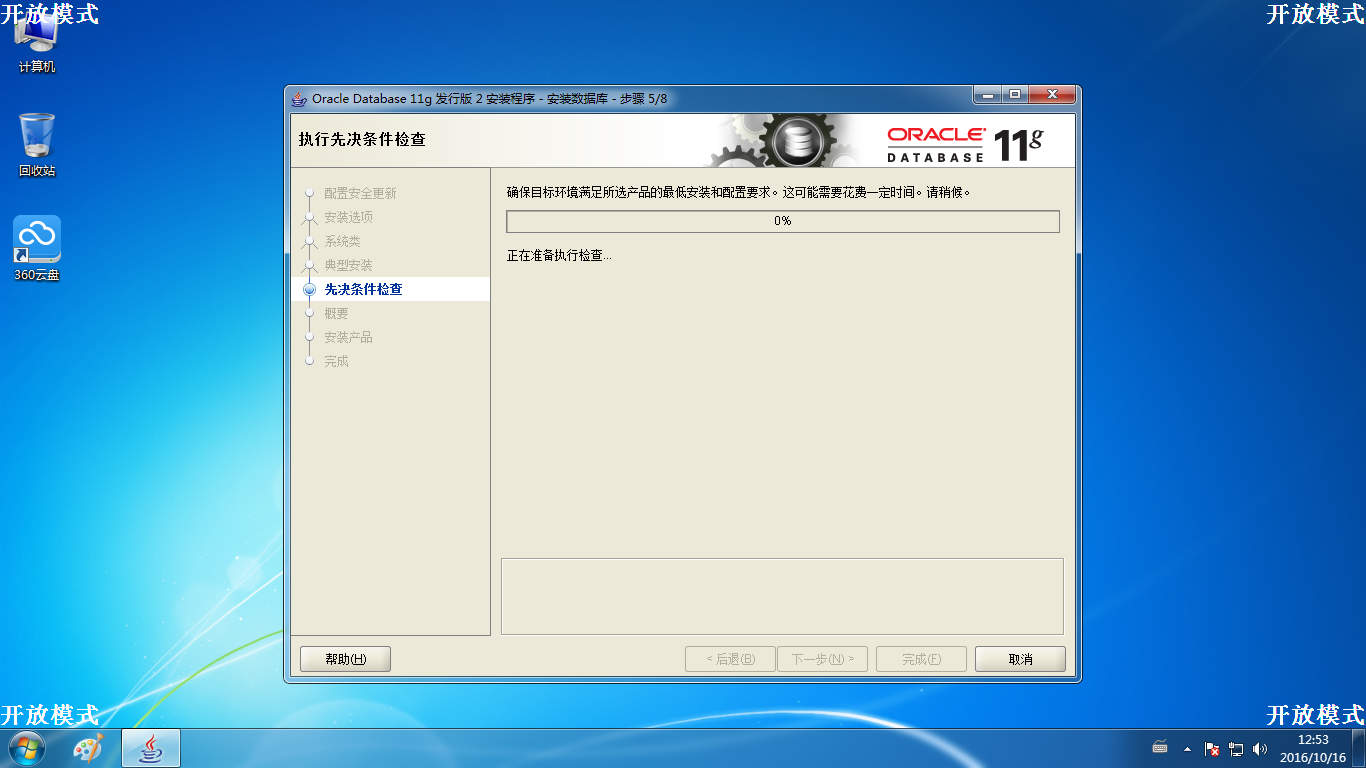 开放模式
开放模式
计算机
回收站
360云盘
Oracle Database 11g 发行版 2 安装程序 - 安装数据库 - 步骤 5/8
执行先决条件检查
ORACLE
DATABASE
11g
配置安全更新
安装选项
系统类
典型安装
先决条件检查
概要
安装产品
完成
确保目标环境满足所选产品的最低安装和配置要求。这可能需要花费一定时间。请稍候。
0%
正在准备执行检查...
帮助(H)
< 后退(B)
下一步(N) >
完成(F)
取消
开放模式
开放模式
12:53
2016/10/16